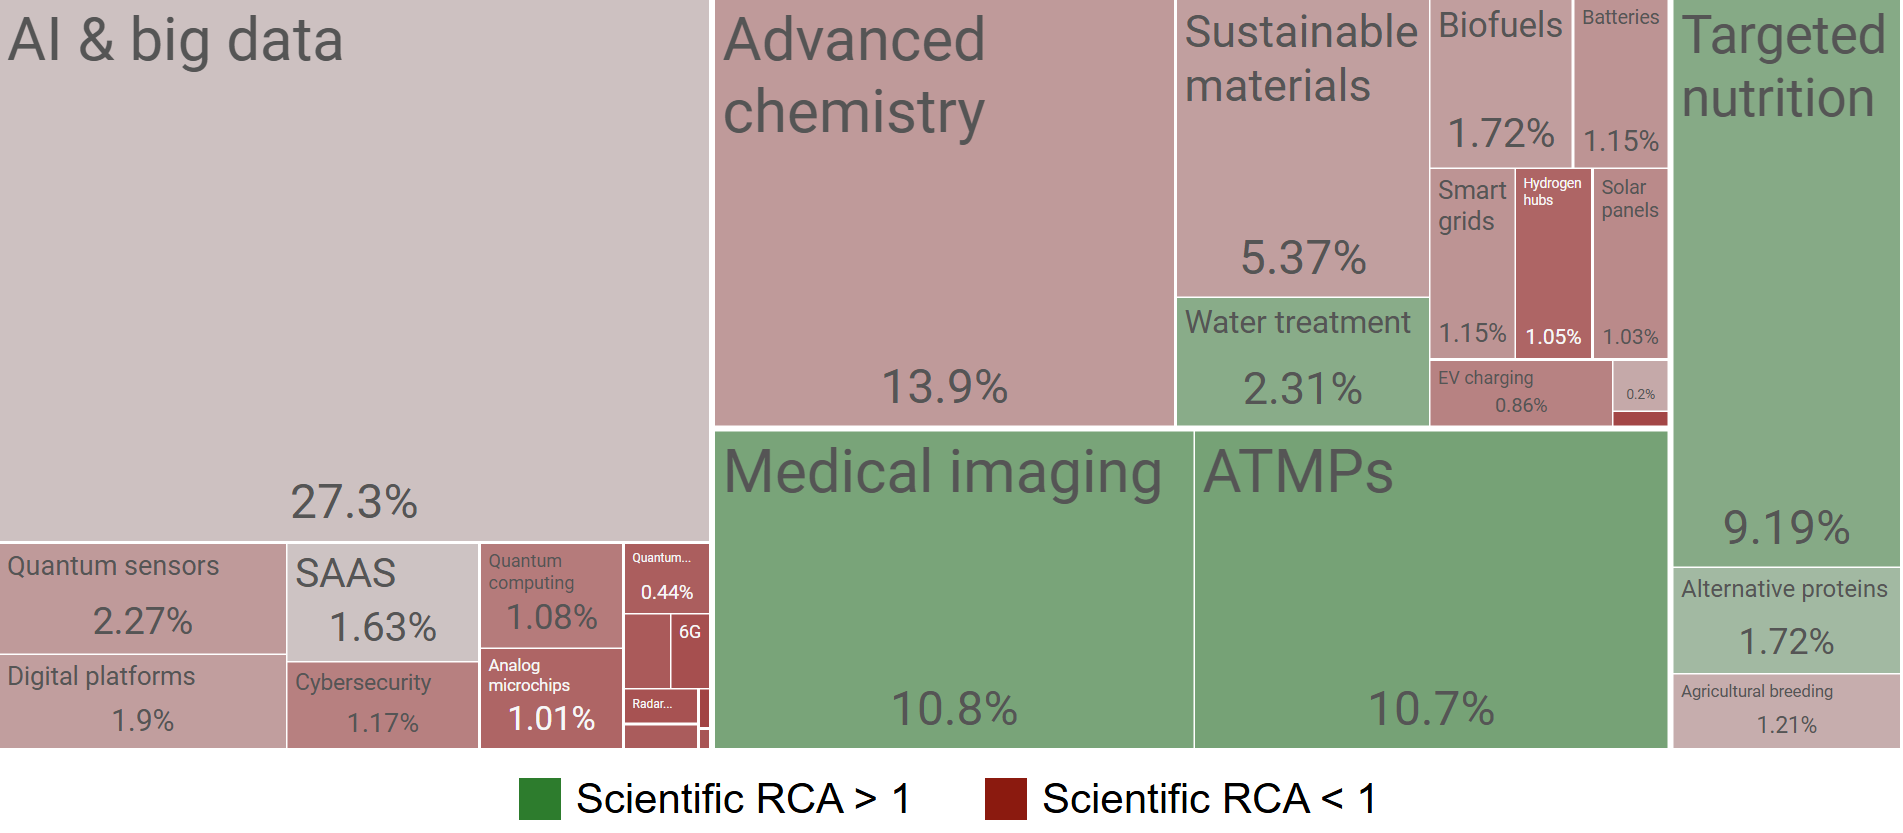 AI & big data
27.3%
Quantum sensors
2.27%
Digital platforms
1.9%
SAAS
1.63%
Cybersecurity
1.17%
Quantum
computing
1.08%
Analog
microchips
1.01%
Quantum...
0.44%
6G
Radar...
Advanced
chemistry
13.9%
Sustainable
materials
5.37%
Water treatment
2.31%
Biofuels
1.72%
Batteries
1.15%
Smart
grids
1.15%
Hydrogen
hubs
1.05%
Solar
panels
1.03%
EV charging
0.86%
0.2%
Medical imaging
10.8%
ATMPs
10.7%
Targeted
nutrition
9.19%
Alternative proteins
1.72%
Agricultural breeding
1.21%
Scientific RCA > 1
Scientific RCA < 1